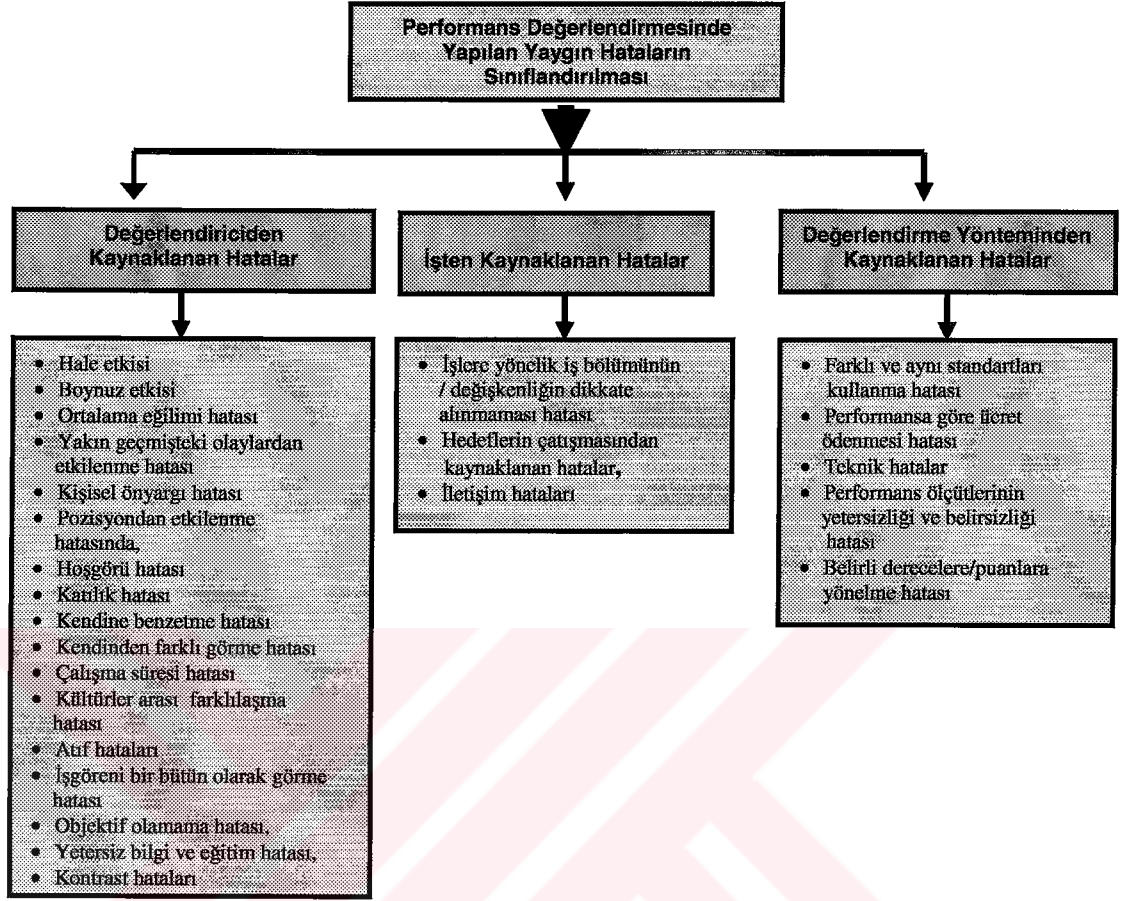 Performans Değerlendirmesinde
Yapılan Yaygın Hataların
Sınıflandırılması
Değerlendiriciden
Kaynaklanan Hatalar
• Hale etkisi
• Boynuz etkisi
• Ortalama eğilimi hatası
• Yakın geçmişteki olaylardan
etkilenme hatası
• Kişisel önyargı hatası
• Pozisyondan etkilenme
hatasında,
• Hoşgörü hatası
• Katılık hatası
• Kendine benzetme hatası
• Kendinden farklı görme hatası
• Çalışma süresi hatası
• Kültürler arası farklılaşma
hatası
• Atıf hataları
• İşgöreni bir bütün olarak görme
hatası
• Objektif olamama hatası,
• Yetersiz bilgi ve eğitim hatası,
• Kontrast hataları
İşten Kaynaklanan Hatalar
• İşlere yönelik iş bölümünün
/ değişkenliğin dikkate
alınmaması hatası
• Hedeflerin çatışmasından
kaynaklanan hatalar,
• İletişim hataları
Değerlendirme Yönteminden
Kaynaklanan Hatalar
• Farklı ve aynı standartları
kullanma hatası
• Performansa göre ücret
ödenmesi hatası
• Teknik hatalar
• Performans ölçütlerinin
yetersizliği ve belirsizliği
hatası
• Belirli derecelere/puanlara
yönelme hatası